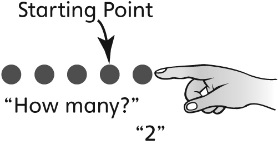 Starting Point
“How many?”
“2”